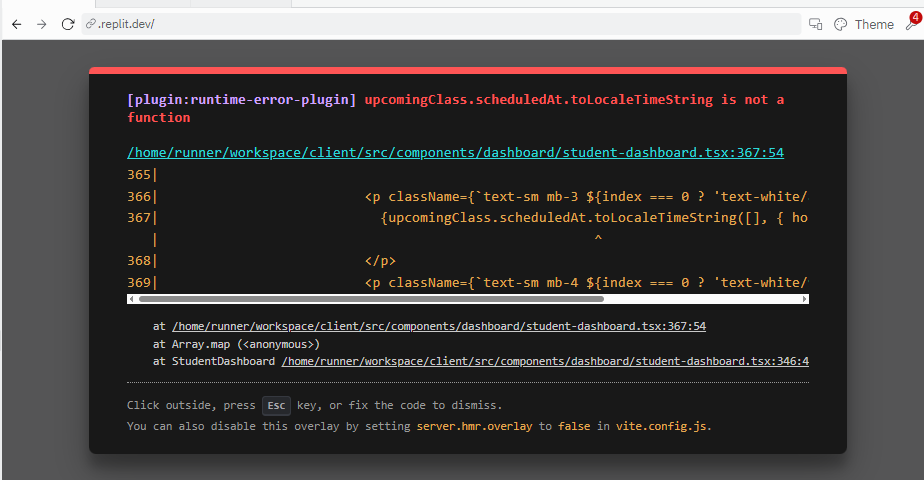 .replit.dev/
Theme
4
[plugin:runtime-error-plugin] upcomingClass.scheduledAt.toLocaleTimeString is not a
function
/home/runner/workspace/client/src/components/dashboard/student-dashboard.tsx:367:54
365|
366| <p className={`text-sm mb-3 ${index === 0 ? 'text-white/
367| {upcomingClass.scheduledAt.toLocaleTimeString([], { ho
| ^
368| </p>
369| <p className={`text-sm mb-4 ${index === 0 ? 'text-white/
at /home/runner/workspace/client/src/components/dashboard/student-dashboard.tsx:367:54
at Array.map (<anonymous>)
at StudentDashboard /home/runner/workspace/client/src/components/dashboard/student-dashboard.tsx:346:4
Click outside, press Esc key, or fix the code to dismiss.
You can also disable this overlay by setting server.hmr.overlay to false in vite.config.js.